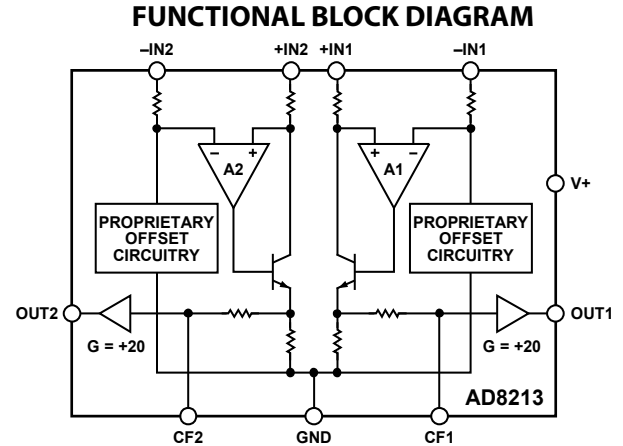 FUNCTIONAL BLOCK DIAGRAM
–IN2 +IN2 +IN1 –IN1
– + + –
A2 A1
V+
PROPRIETARY
OFFSET
CIRCUITRY
PROPRIETARY
OFFSET
CIRCUITRY
OUT2 OUT1
G = +20 G = +20
AD8213
CF2 GND CF1